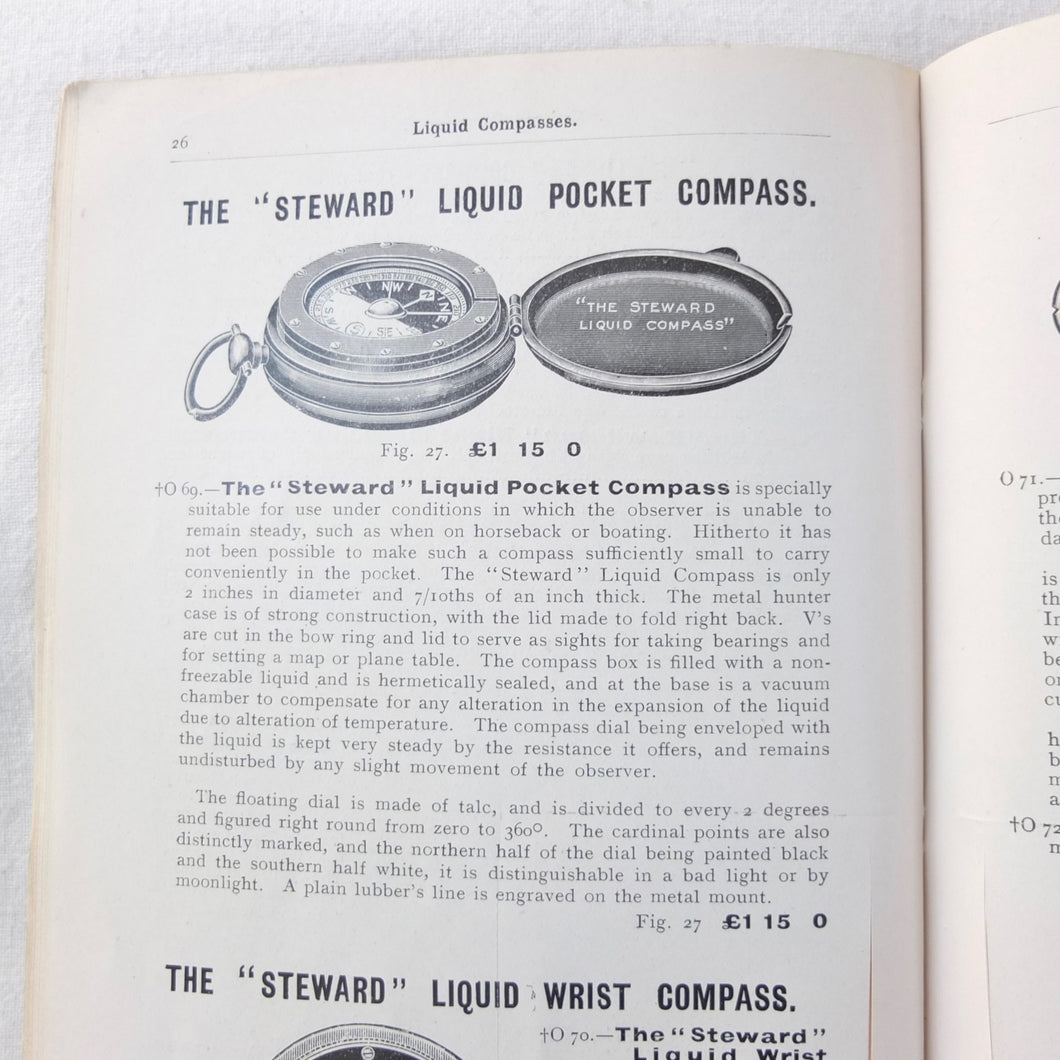 26
Liquid Compasses.
THE "STEWARD" LIQUID POCKET COMPASS.
N W
N
NE
S W
S
SE
"THE STEWARD
LIQUID COMPASS"
Fig. 27. £1 15 0
†O 69.—The "Steward" Liquid Pocket Compass is specially
suitable for use under conditions in which the observer is unable to
remain steady, such as when on horseback or boating. Hitherto it has
not been possible to make such a compass sufficiently small to carry
conveniently in the pocket. The "Steward" Liquid Compass is only
2 inches in diameter and 7/10ths of an inch thick. The metal hunter
case is of strong construction, with the lid made to fold right back. V's
are cut in the bow ring and lid to serve as sights for taking bearings and
for setting a map or plane table. The compass box is filled with a non-
freezable liquid and is hermetically sealed, and at the base is a vacuum
chamber to compensate for any alteration in the expansion of the liquid
due to alteration of temperature. The compass dial being enveloped with
the liquid is kept very steady by the resistance it offers, and remains
undisturbed by any slight movement of the observer.
The floating dial is made of talc, and is divided to every 2 degrees
and figured right round from zero to 360°. The cardinal points are also
distinctly marked, and the northern half of the dial being painted black
and the southern half white, it is distinguishable in a bad light or by
moonlight. A plain lubber's line is engraved on the metal mount.
Fig. 27 £1 15 0
THE "STEWARD" LIQUID WRIST COMPASS.
†O 70.—The "Steward"
Liquid Wrist
O 71.—
is
†O 72